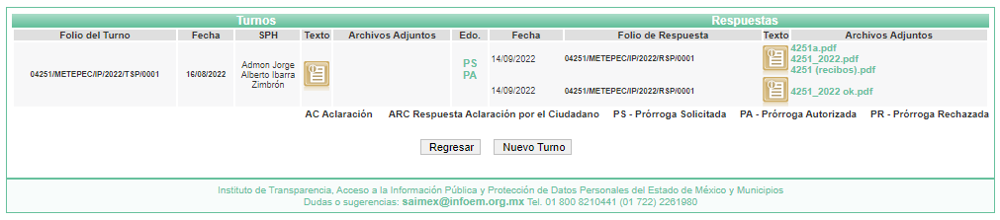 Turnos Respuestas
Folio del Turno Fecha SPH Texto Archivos Adjuntos Edo. Fecha Folio de Respuesta Texto Archivos Adjuntos
04251/METEPEC/IP/2022/TSP/0001 16/08/2022 Admon Jorge
Alberto Ibarra
Zimbrón
PS
PA
14/09/2022 04251/METEPEC/IP/2022/RSP/0001 4251a.pdf
4251_2022.pdf
4251 (recibos).pdf
14/09/2022 04251/METEPEC/IP/2022/RSP/0001 4251_2022 ok.pdf
AC Aclaración ARC Respuesta Aclaración por el Ciudadano PS - Prórroga Solicitada PA - Prórroga Autorizada PR - Prórroga Rechazada
Regresar Nuevo Turno
Instituto de Transparencia, Acceso a la Información Pública y Protección de Datos Personales del Estado de México y Municipios
Dudas o sugerencias: saimex@infoem.org.mx Tel. 01 800 8210441 (01 722) 2261980